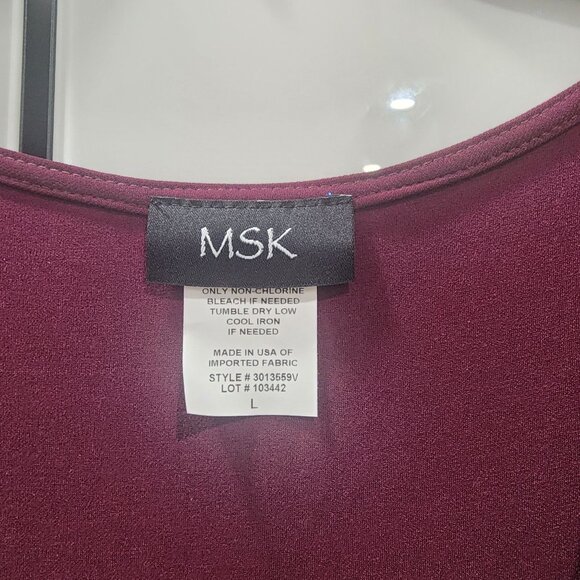 MSK
ONLY NON-CHLORINE
BLEACH IF NEEDED
TUMBLE DRY LOW
COOL IRON
IF NEEDED
MADE IN USA OF
IMPORTED FABRIC
STYLE # 3013559V
LOT # 103442
L